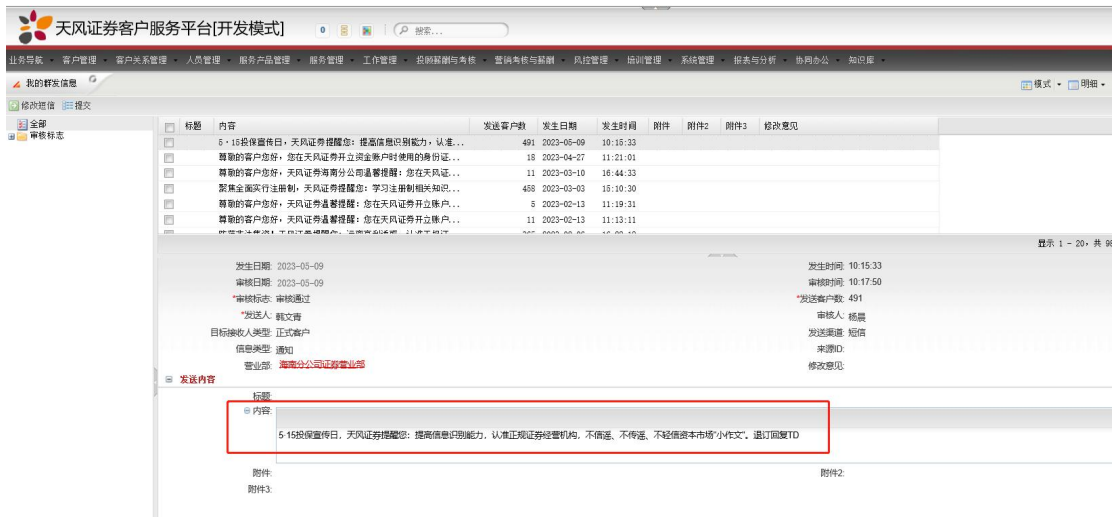 天风证券客户服务平台[开发模式] 0 搜索...
业务导航 客户管理 客户关系管理 人员管理 服务产品管理 服务管理 工作管理 投顾薪酬与考核 营销考核与薪酬 风控管理 培训管理 系统管理 报表与分析 协同办公 知识库
我的群发信息 模式 明细
修改短信 提交
全部
审核标志
标题 内容 发送客户数 发生日期 发生时间 附件 附件2 附件3 修改意见
5·15投保宣传日，天风证券提醒您：提高信息识别能力，认准... 491 2023-05-09 10:15:33
尊敬的客户您好，您在天风证券开立资金账户时使用的身份证... 18 2023-04-27 11:21:01
尊敬的客户您好，天风证券海南分公司温馨提醒：您在天风证... 11 2023-03-10 16:44:33
聚焦全面实行注册制，天风证券提醒您：学习注册制相关知识... 458 2023-03-03 15:10:30
尊敬的客户您好，天风证券温馨提醒：您在天风证券开立账户... 5 2023-02-13 11:19:31
尊敬的客户您好，天风证券温馨提醒：您在天风证券开立账户... 11 2023-02-13 11:13:11
显示 1 - 20，共 98
发生日期: 2023-05-09 发生时间: 10:15:33
审核日期: 2023-05-09 审核时间: 10:17:50
*审核标志: 审核通过 *发送客户数: 491
*发送人: 韩文青 审核人: 杨晨
目标接收人类型: 正式客户 发送渠道: 短信
信息类型: 通知 来源ID:
营业部: 海南分公司证券营业部 修改意见:
发送内容
标题:
内容:
5·15投保宣传日，天风证券提醒您：提高信息识别能力，认准正规证券经营机构，不信谣、不传谣、不轻信资本市场“小作文”。退订回复TD
附件: 附件2:
附件3: